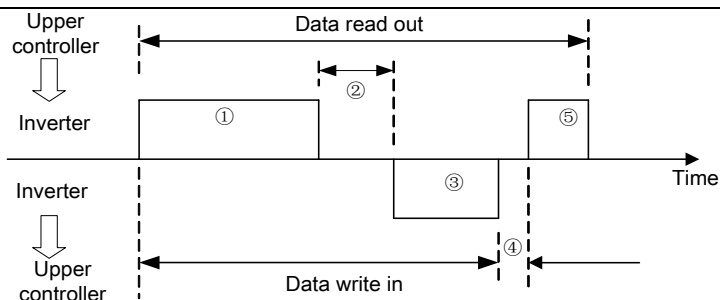 Upper
controller
Data read out
②
①
⑤
Inverter
Time
Inverter
③
④
Upper
controller
Data write in